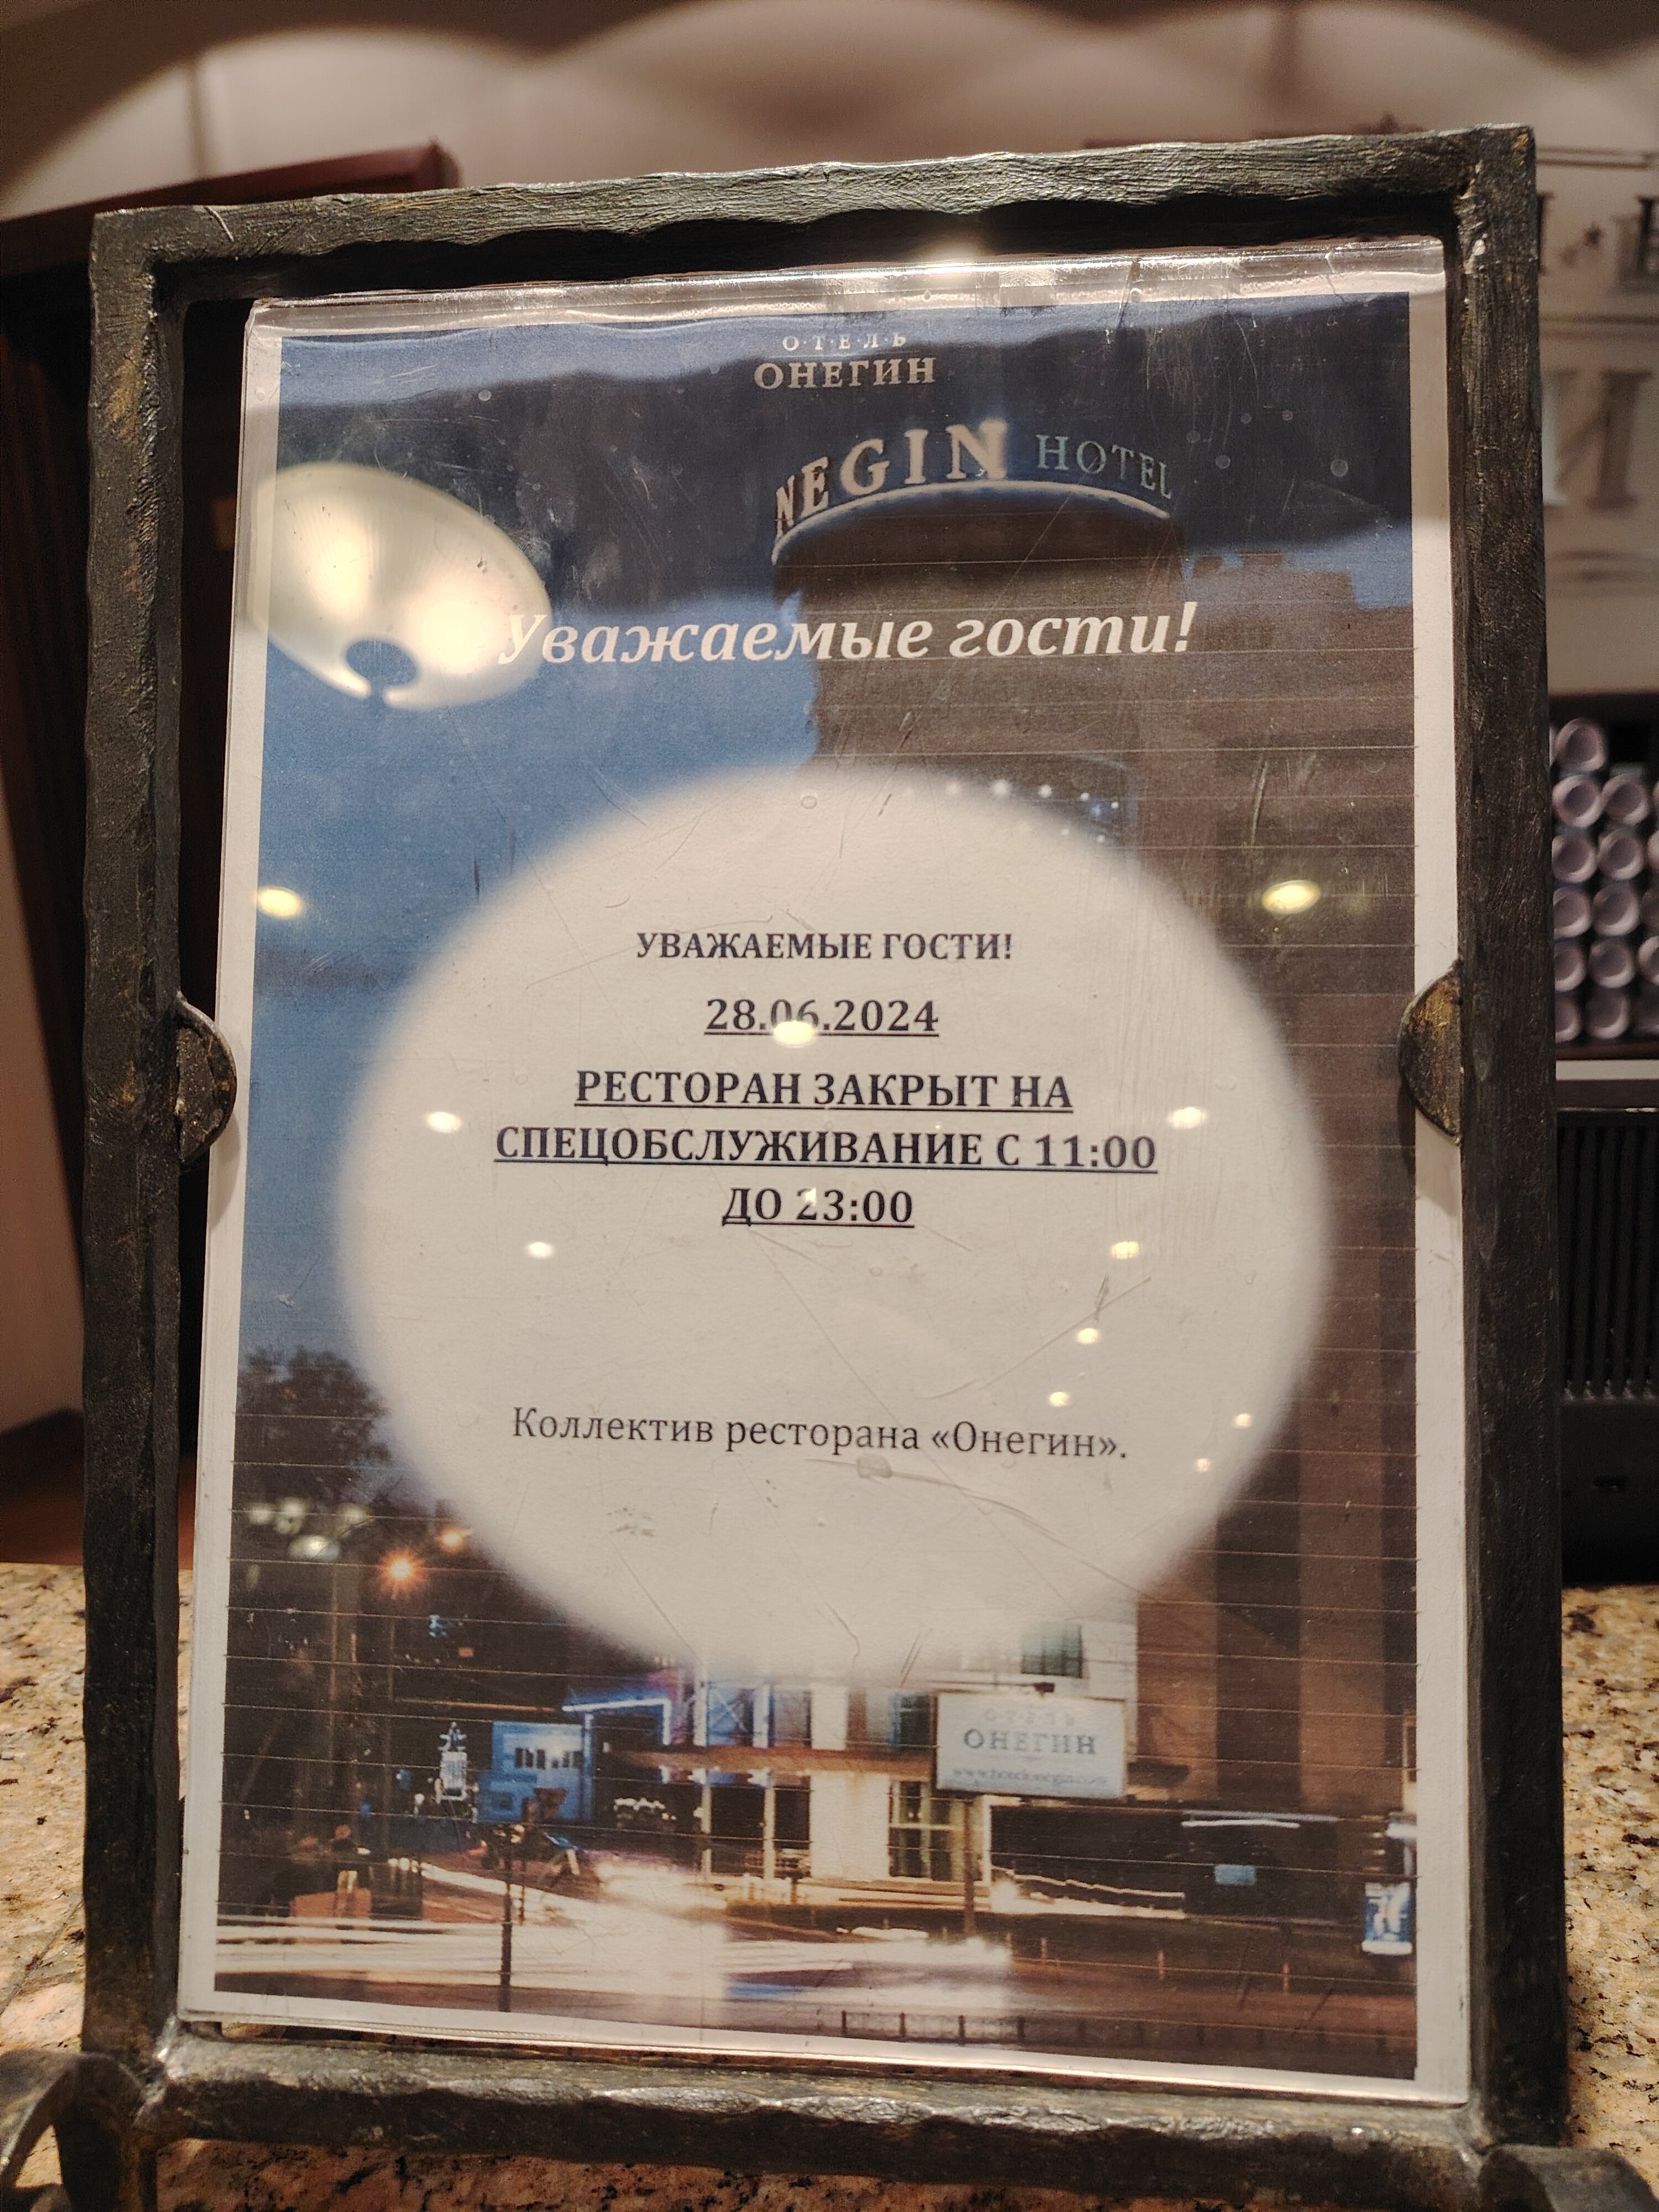 О·Т·Е·Л·Ь
ОНЕГИН
NEGIN HOTEL
Уважаемые гости!
УВАЖАЕМЫЕ ГОСТИ!
28.06.2024
РЕСТОРАН ЗАКРЫТ НА
СПЕЦОБСЛУЖИВАНИЕ С 11:00
ДО 23:00
Коллектив ресторана «Онегин».
О·Т·Е·Л·Ь
ОНЕГИН